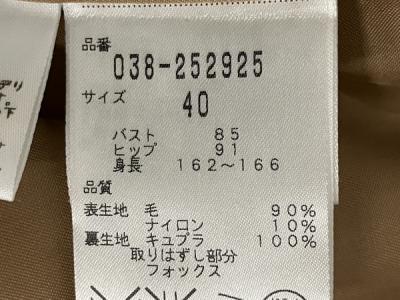 品番
038-252925
サイズ
40
バスト 85
ヒップ 91
身長 162～166
品質
表生地 毛 90%
ナイロン 10%
裏生地 キュプラ 100%
取りはずし部分
フォックス